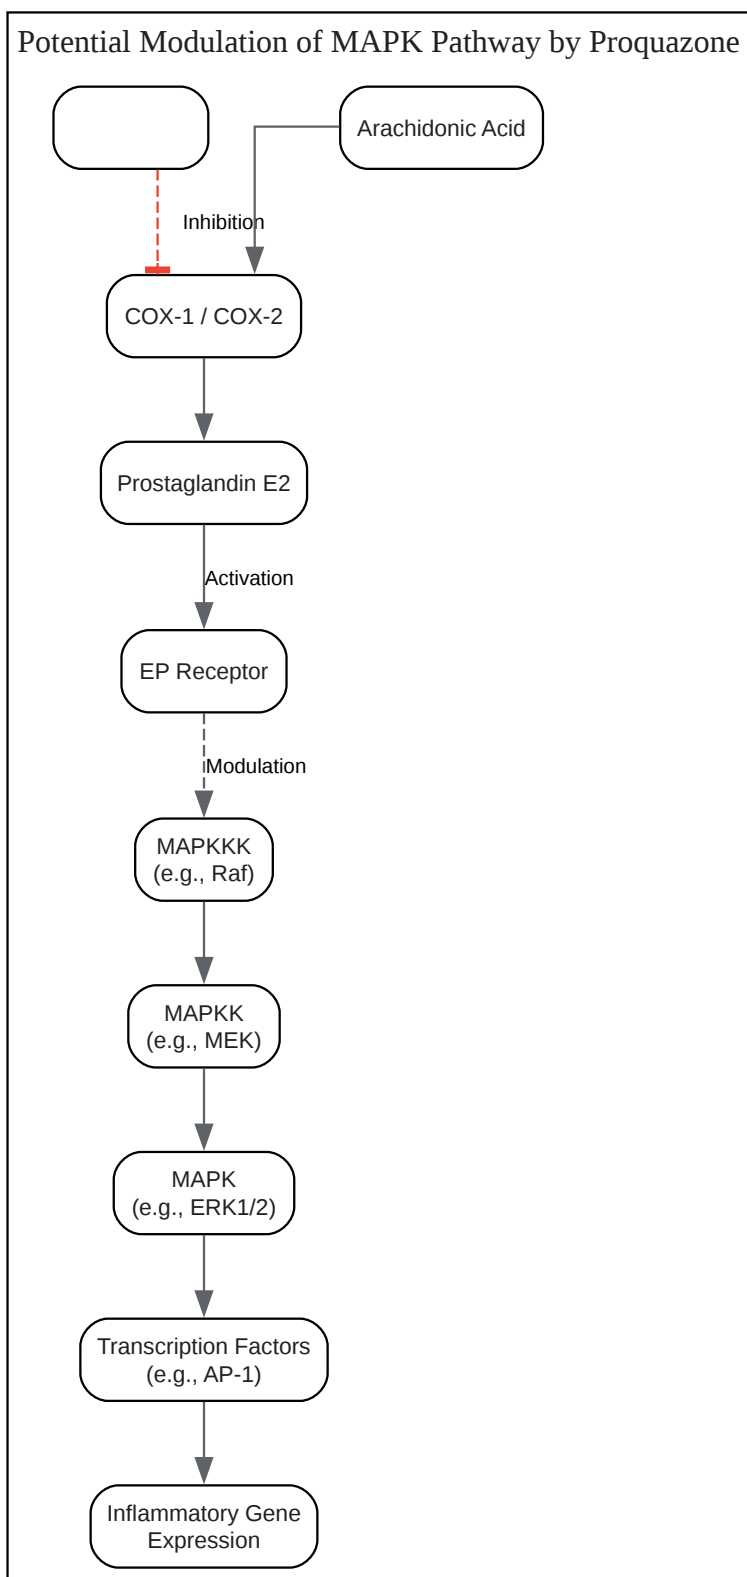 Potential Modulation of MAPK Pathway by Proquazone
Arachidonic Acid
Inhibition
COX-1 / COX-2
Prostaglandin E2
Activation
EP Receptor
Modulation
MAPKKK
(e.g., Raf)
MAPKK
(e.g., MEK)
MAPK
(e.g., ERK1/2)
Transcription Factors
(e.g., AP-1)
Inflammatory Gene
Expression